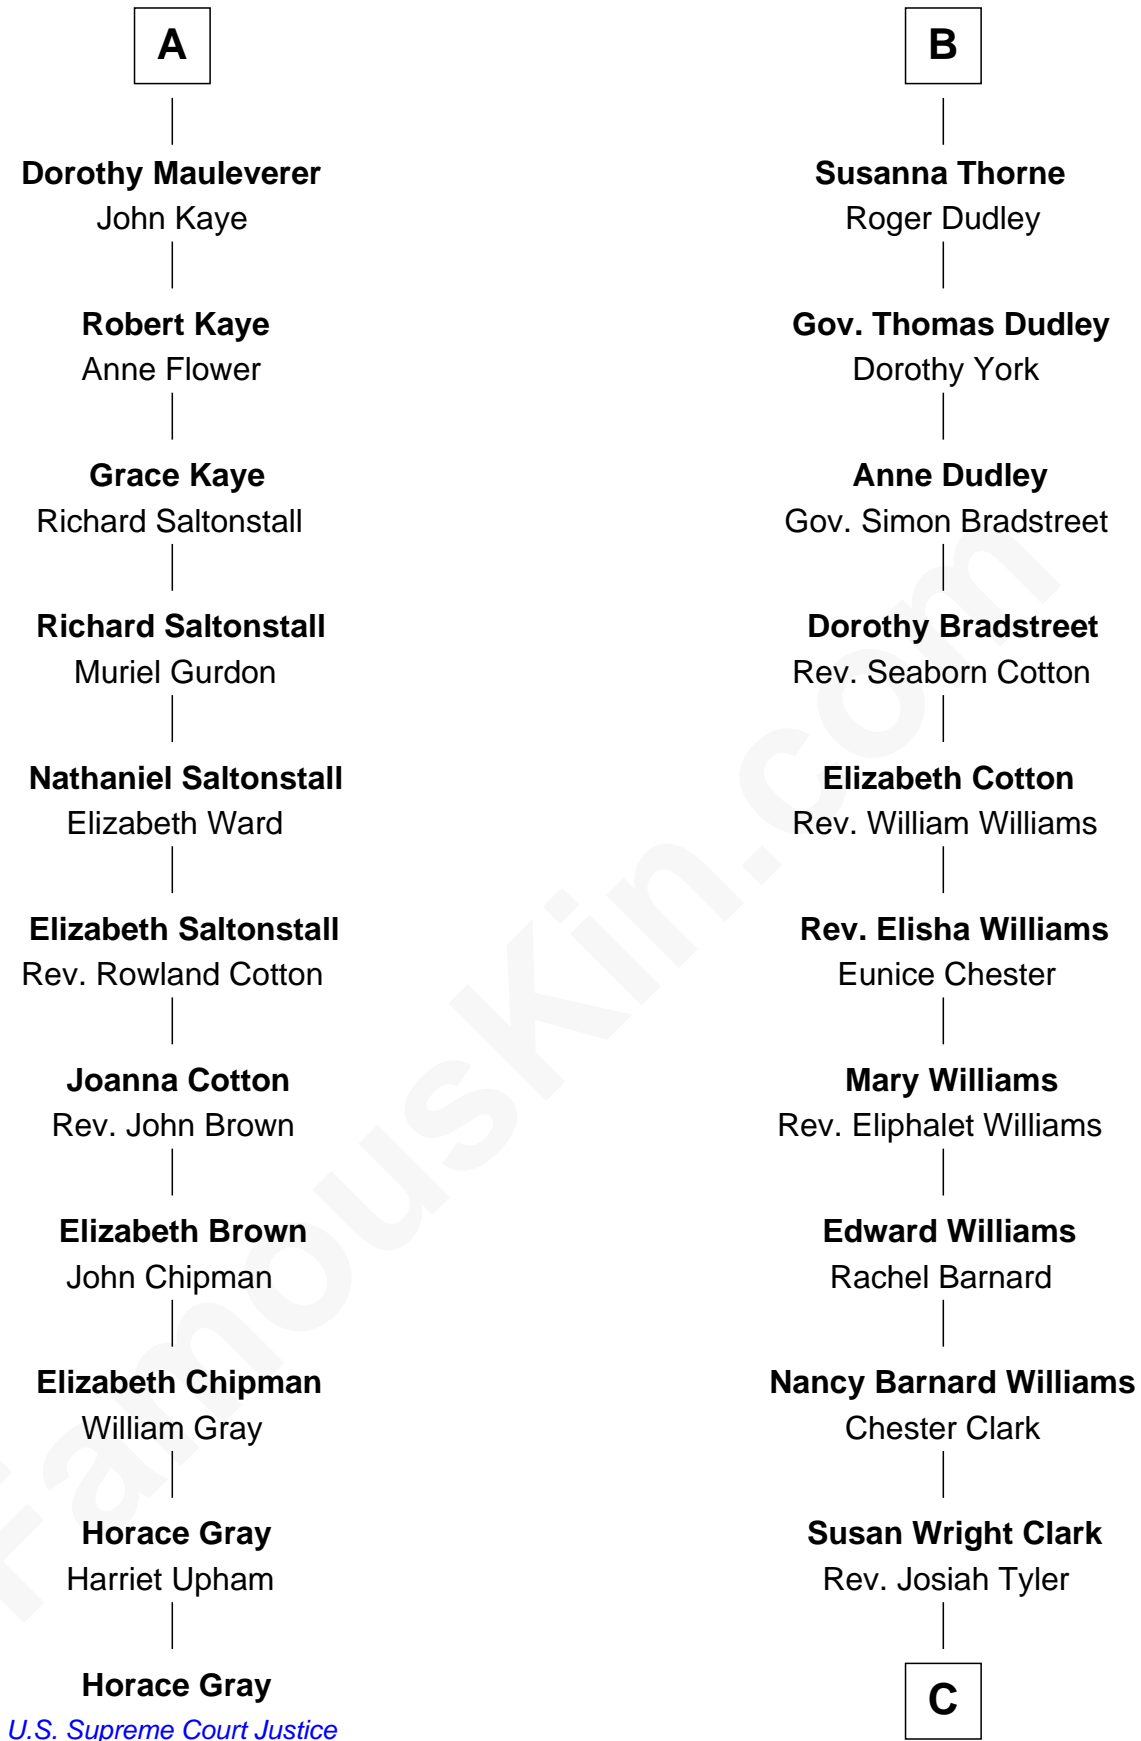 A
Dorothy Mauleverer
John Kaye
Robert Kaye
Anne Flower
Grace Kaye
Richard Saltonstall
Richard Saltonstall
Muriel Gurdon
Nathaniel Saltonstall
Elizabeth Ward
Elizabeth Saltonstall
Rev. Rowland Cotton
Joanna Cotton
Rev. John Brown
Elizabeth Brown
John Chipman
Elizabeth Chipman
William Gray
Horace Gray
Harriet Upham
Horace Gray
U.S. Supreme Court Justice
B
Susanna Thorne
Roger Dudley
Gov. Thomas Dudley
Dorothy York
Anne Dudley
Gov. Simon Bradstreet
Dorothy Bradstreet
Rev. Seaborn Cotton
Elizabeth Cotton
Rev. William Williams
Rev. Elisha Williams
Eunice Chester
Mary Williams
Rev. Eliphalet Williams
Edward Williams
Rachel Barnard
Nancy Barnard Williams
Chester Clark
Susan Wright Clark
Rev. Josiah Tyler
C
FamousKin.com